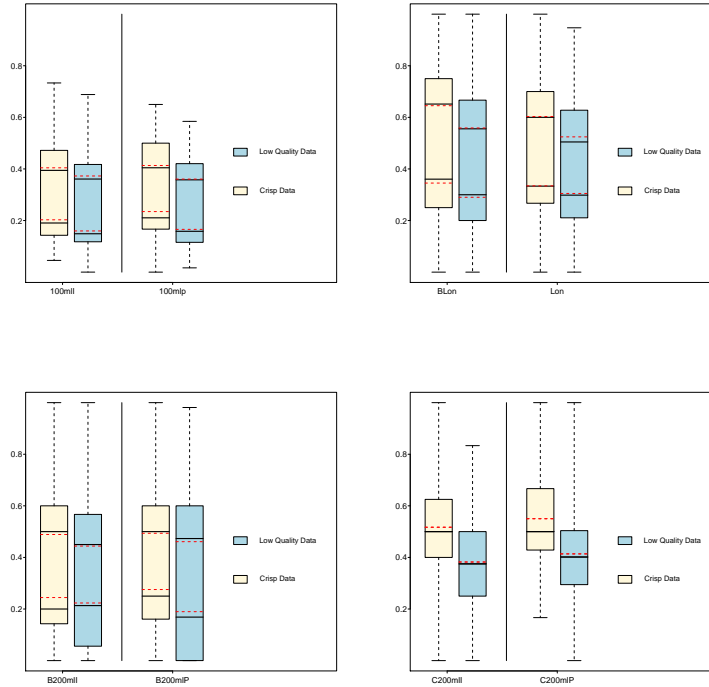 0.8
0.6
0.4
0.2
Low Quality Data
Crisp Data
100mlI
100mlp
0.8
0.6
0.4
0.2
Low Quality Data
Crisp Data
BLon
Lon
0.8
0.6
0.4
0.2
Low Quality Data
Crisp Data
B200mlI
B200mlP
0.8
0.6
0.4
0.2
Low Quality Data
Crisp Data
C200mlI
C200mlP